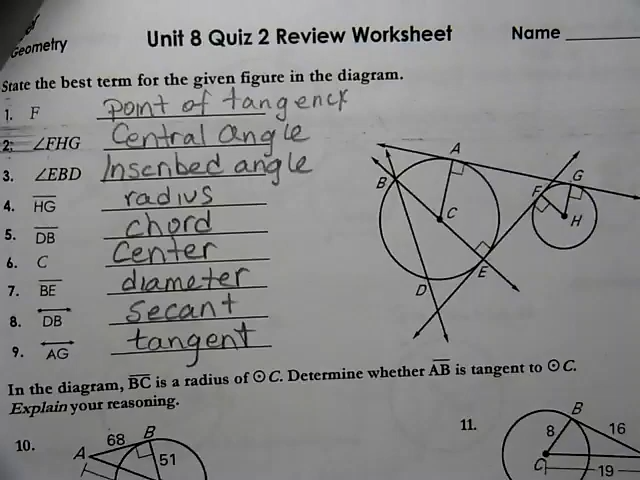 Geometry
Unit 8 Quiz 2 Review Worksheet
Name
State the best term for the given figure in the diagram.
1. F point of tangency
2. ∠FHG Central angle
3. ∠EBD Inscribed angle
4. HG radius
5. DB chord
6. C center
7. BE diameter
8. DB secant
9. AG tangent
A
B
C
D
E
F
G
H
In the diagram, BC is a radius of ⊙C. Determine whether AB is tangent to ⊙C.
Explain your reasoning.
10.
A
68
B
51
11.
B
8
16
C
19